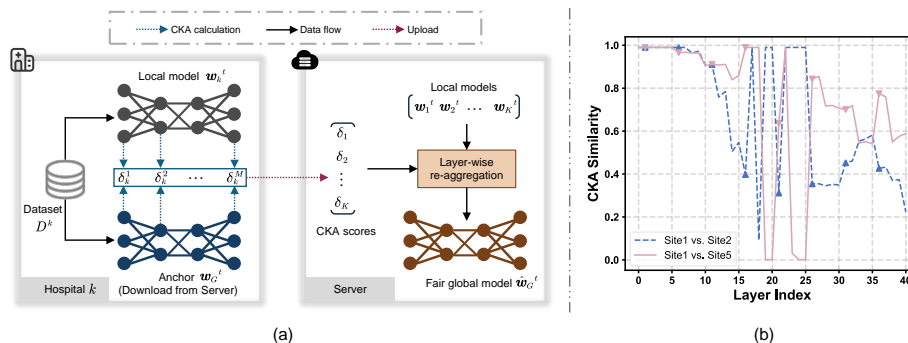 CKA calculation
Data flow
Upload
Local model w_k^t
Dataset
D^k
δ_k^1 δ_k^2 ⋯ δ_k^M
Anchor w_G^t
(Download from Server)
Hospital k
Local models
w_1^t w_2^t ⋯ w_K^t
δ_1
δ_2
⋮
δ_K
CKA scores
Layer-wise
re-aggregation
Fair global model ŵ_G^t
Server
(a)
CKA Similarity
1.0
0.8
0.6
0.4
0.2
0.0
Site1 vs. Site2
Site1 vs. Site5
0 5 10 15 20 25 30 35 40
Layer Index
(b)